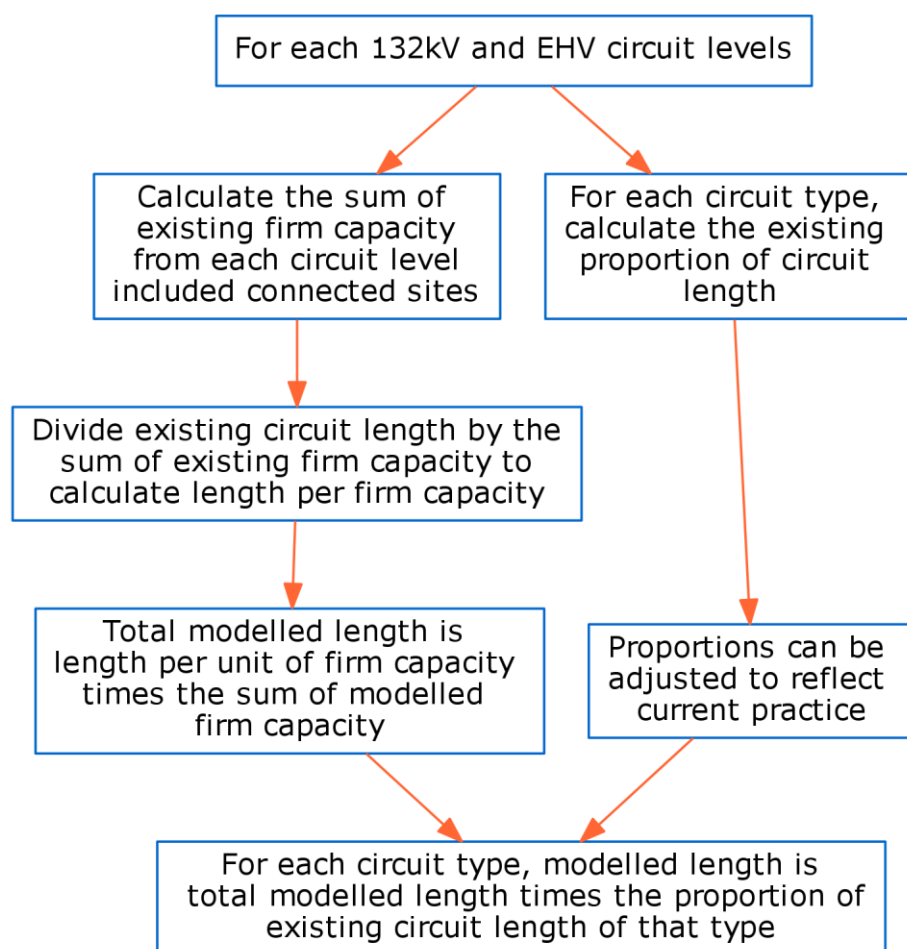 For each 132kV and EHV circuit levels
Calculate the sum of
existing firm capacity
from each circuit level
included connected sites
For each circuit type,
calculate the existing
proportion of circuit
length
Divide existing circuit length by the
sum of existing firm capacity to
calculate length per firm capacity
Total modelled length is
length per unit of firm capacity
times the sum of modelled
firm capacity
Proportions can be
adjusted to reflect
current practice
For each circuit type, modelled length is
total modelled length times the proportion of
existing circuit length of that type